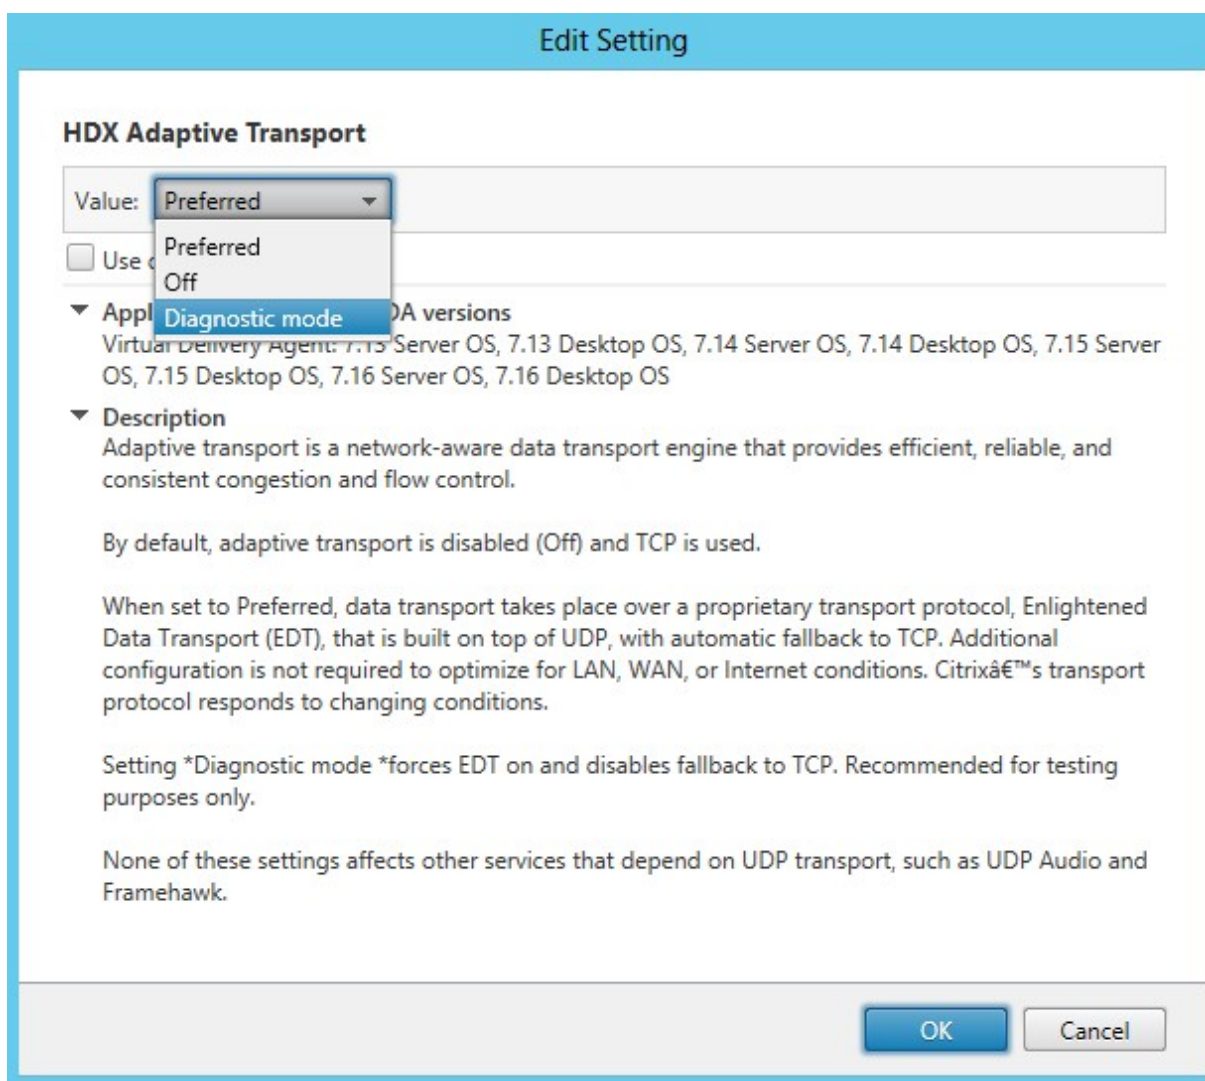 Edit Setting
HDX Adaptive Transport
Value: Preferred
Preferred
Off
Diagnostic mode
Use
Appl DA versions
Virtual Delivery Agent: 7.13 Server OS, 7.13 Desktop OS, 7.14 Server OS, 7.14 Desktop OS, 7.15 Server
OS, 7.15 Desktop OS, 7.16 Server OS, 7.16 Desktop OS
Description
Adaptive transport is a network-aware data transport engine that provides efficient, reliable, and
consistent congestion and flow control.
By default, adaptive transport is disabled (Off) and TCP is used.
When set to Preferred, data transport takes place over a proprietary transport protocol, Enlightened
Data Transport (EDT), that is built on top of UDP, with automatic fallback to TCP. Additional
configuration is not required to optimize for LAN, WAN, or Internet conditions. Citrixâ€™s transport
protocol responds to changing conditions.
Setting *Diagnostic mode *forces EDT on and disables fallback to TCP. Recommended for testing
purposes only.
None of these settings affects other services that depend on UDP transport, such as UDP Audio and
Framehawk.
OK
Cancel